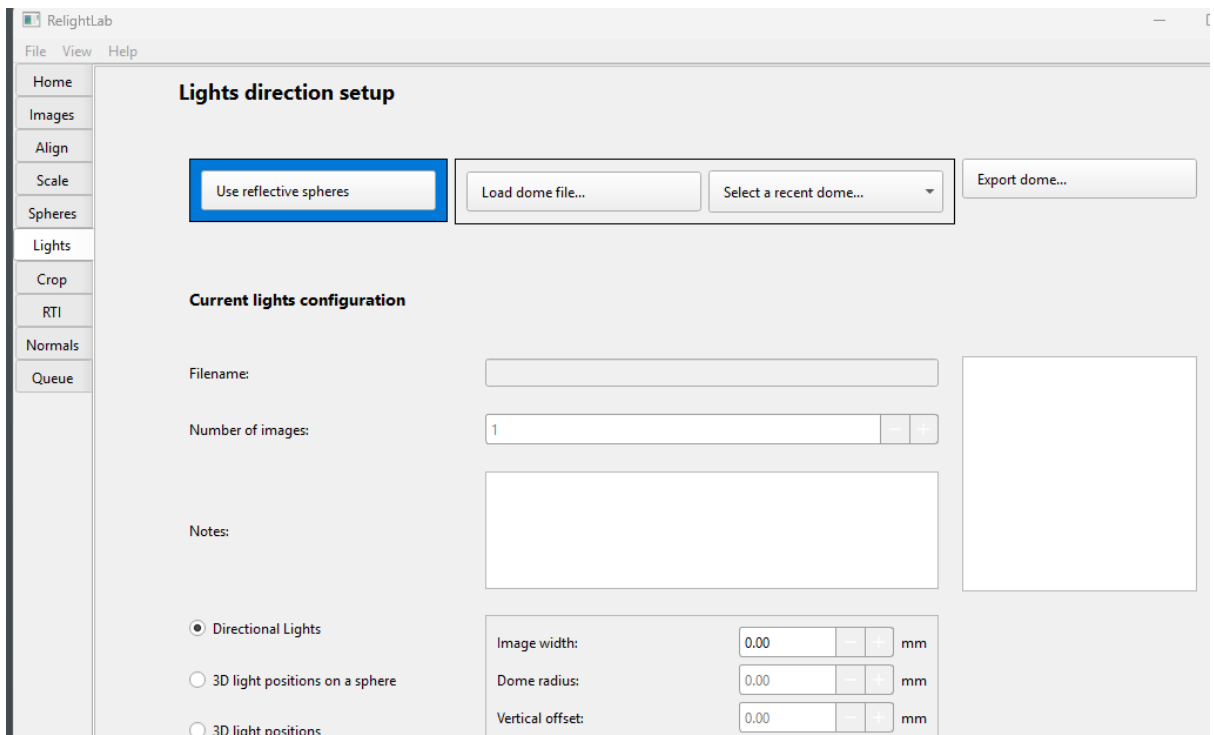 RelightLab
File View Help
Home
Images
Align
Scale
Spheres
Lights
Crop
RTI
Normals
Queue
Lights direction setup
Use reflective spheres
Load dome file...
Select a recent dome...
Export dome...
Current lights configuration
Filename:
Number of images:
1
Notes:
Directional Lights
3D light positions on a sphere
3D light positions
Image width:
0.00
mm
Dome radius:
0.00
mm
Vertical offset:
0.00
mm